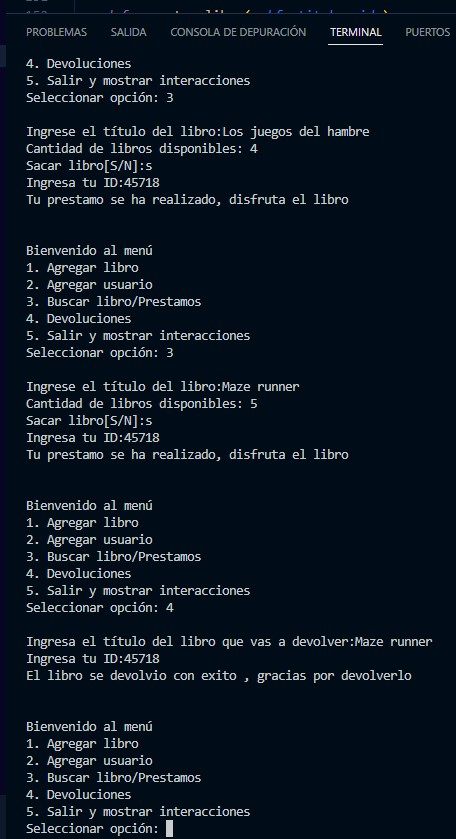 PROBLEMAS SALIDA CONSOLA DE DEPURACIÓN TERMINAL PUERTOS
4. Devoluciones
5. Salir y mostrar interacciones
Seleccionar opción: 3
Ingrese el título del libro:Los juegos del hambre
Cantidad de libros disponibles: 4
Sacar libro[S/N]:s
Ingresa tu ID:45718
Tu prestamo se ha realizado, disfruta el libro
Bienvenido al menú
1. Agregar libro
2. Agregar usuario
3. Buscar libro/Prestamos
4. Devoluciones
5. Salir y mostrar interacciones
Seleccionar opción: 3
Ingrese el título del libro:Maze runner
Cantidad de libros disponibles: 5
Sacar libro[S/N]:s
Ingresa tu ID:45718
Tu prestamo se ha realizado, disfruta el libro
Bienvenido al menú
1. Agregar libro
2. Agregar usuario
3. Buscar libro/Prestamos
4. Devoluciones
5. Salir y mostrar interacciones
Seleccionar opción: 4
Ingresa el título del libro que vas a devolver:Maze runner
Ingresa tu ID:45718
El libro se devolvio con exito , gracias por devolverlo
Bienvenido al menú
1. Agregar libro
2. Agregar usuario
3. Buscar libro/Prestamos
4. Devoluciones
5. Salir y mostrar interacciones
Seleccionar opción: